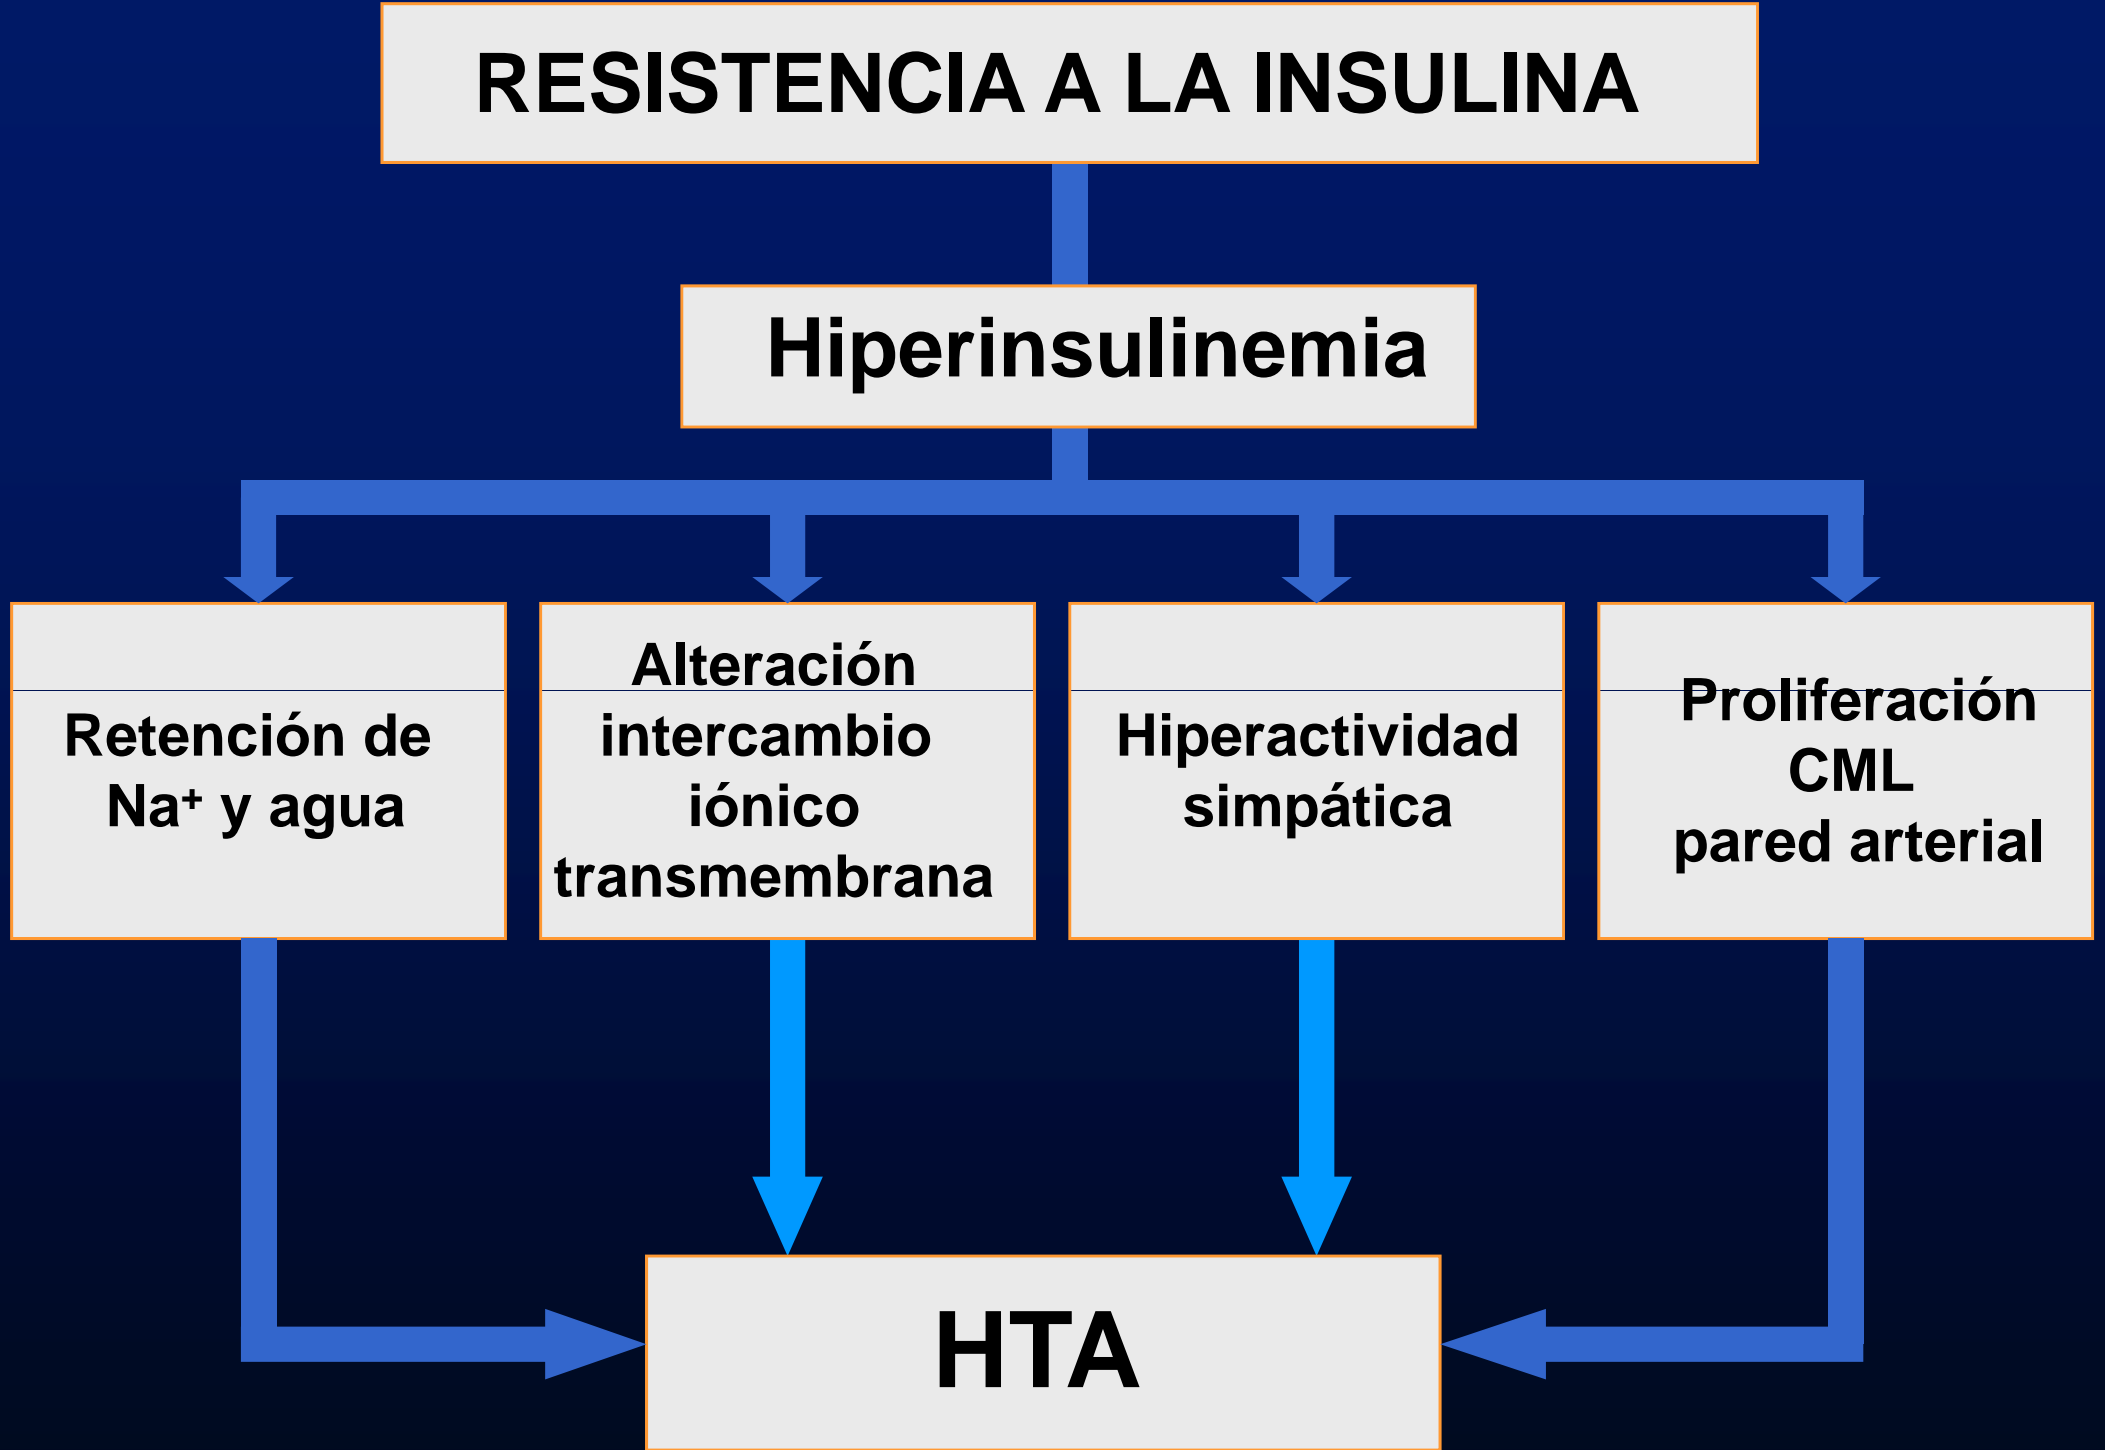 RESISTENCIA A LA INSULINA
Hiperinsulinemia
Retención de
Na⁺ y agua
Alteración
intercambio
iónico
transmembrana
Hiperactividad
simpática
Proliferación
CML
pared arterial
HTA